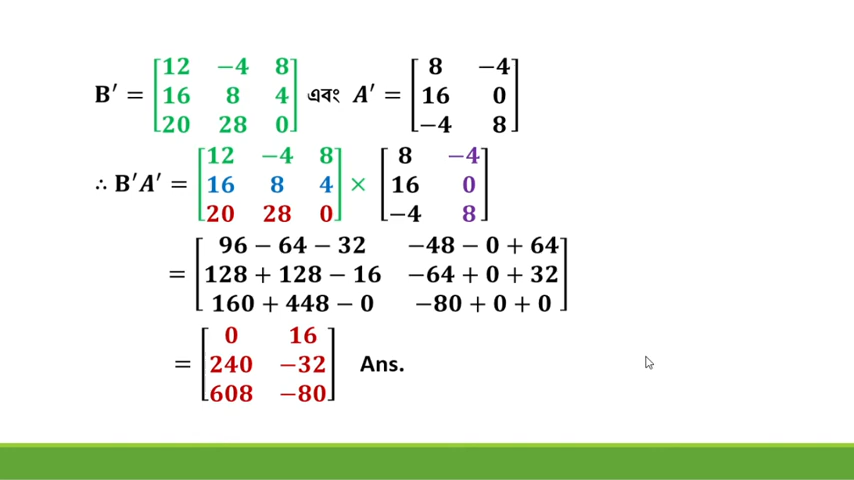 B′ = [12 −4 8; 16 8 4; 20 28 0] এবং A′ = [8 −4; 16 0; −4 8]
∴ B′A′ = [12 −4 8; 16 8 4; 20 28 0] × [8 −4; 16 0; −4 8]
= [96 − 64 − 32 −48 − 0 + 64; 128 + 128 − 16 −64 + 0 + 32; 160 + 448 − 0 −80 + 0 + 0]
= [0 16; 240 −32; 608 −80] Ans.